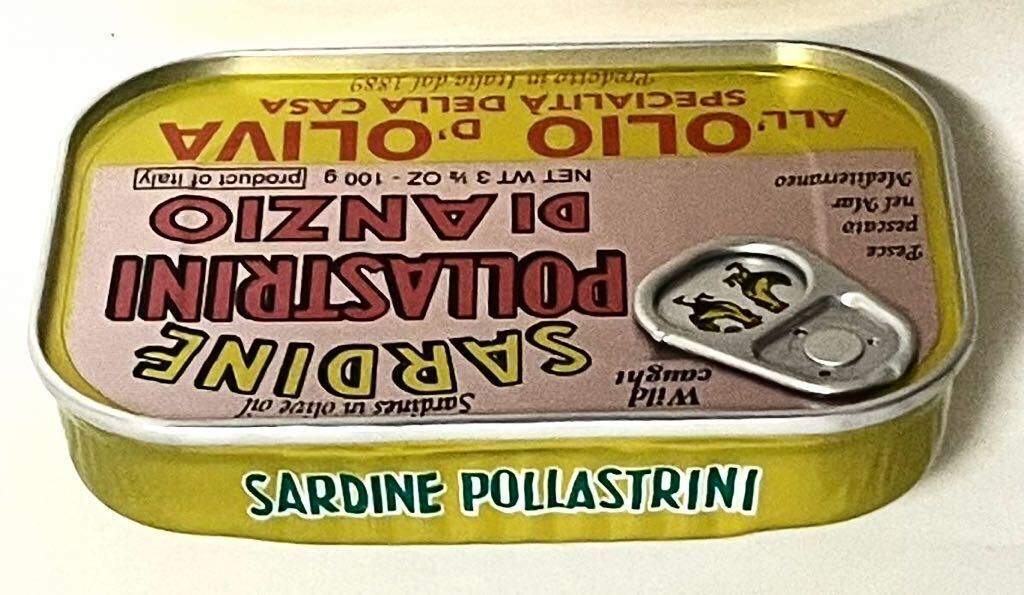 Sardines in olive oil
Wild
caught
SARDINE
POLLASTRINI
DI ANZIO
Pesce
pescato
nel Mar
Mediterraneo
NET WT 3 ½ OZ - 100 g product of Italy
ALL'OLIO D'OLIVA
SPECIALITÀ DELLA CASA
Prodotto in Italia dal 1889
SARDINE POLLASTRINI